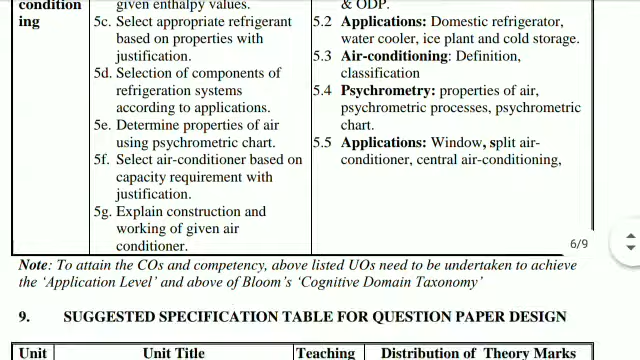 condition
ing
given enthalpy values.
5c. Select appropriate refrigerant
based on properties with
justification.
5d. Selection of components of
refrigeration systems
according to applications.
5e. Determine properties of air
using psychrometric chart.
5f. Select air-conditioner based on
capacity requirement with
justification.
5g. Explain construction and
working of given air
conditioner.
& ODP.
5.2 Applications: Domestic refrigerator,
water cooler, ice plant and cold storage.
5.3 Air-conditioning: Definition,
classification
5.4 Psychrometry: properties of air,
psychrometric processes, psychrometric
chart.
5.5 Applications: Window, split air-
conditioner, central air-conditioning,
6/9
Note: To attain the COs and competency, above listed UOs need to be undertaken to achieve
the ‘Application Level’ and above of Bloom’s ‘Cognitive Domain Taxonomy’
9. SUGGESTED SPECIFICATION TABLE FOR QUESTION PAPER DESIGN
Unit Unit Title Teaching Distribution of Theory Marks